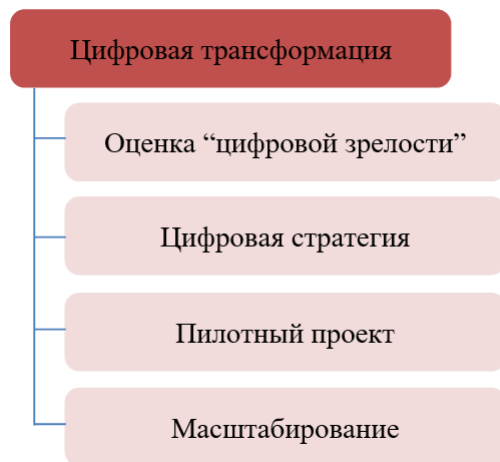 Цифровая трансформация
Оценка “цифровой зрелости”
Цифровая стратегия
Пилотный проект
Масштабирование